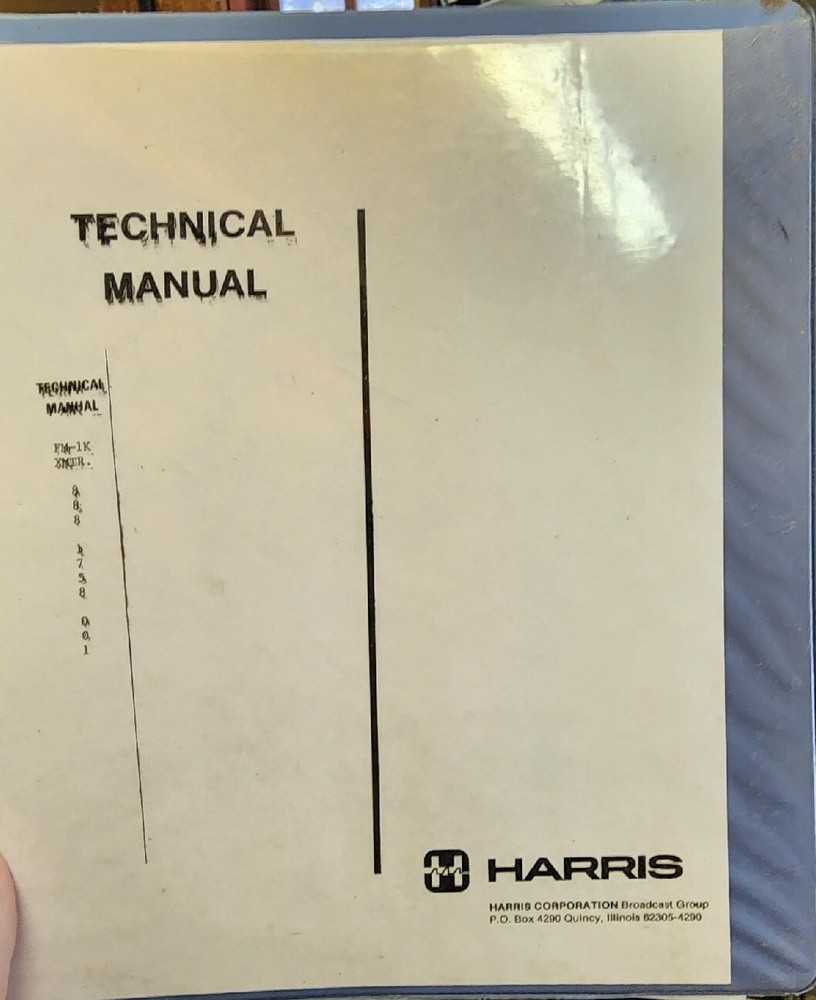 TECHNICAL
MANUAL
TECHNICAL
MANUAL
FM-1K
XMTR.
8
8
8
1
7
5
8
0
0
1
HARRIS
HARRIS CORPORATION Broadcast Group
P.O. Box 4290 Quincy, Illinois 62305-4290